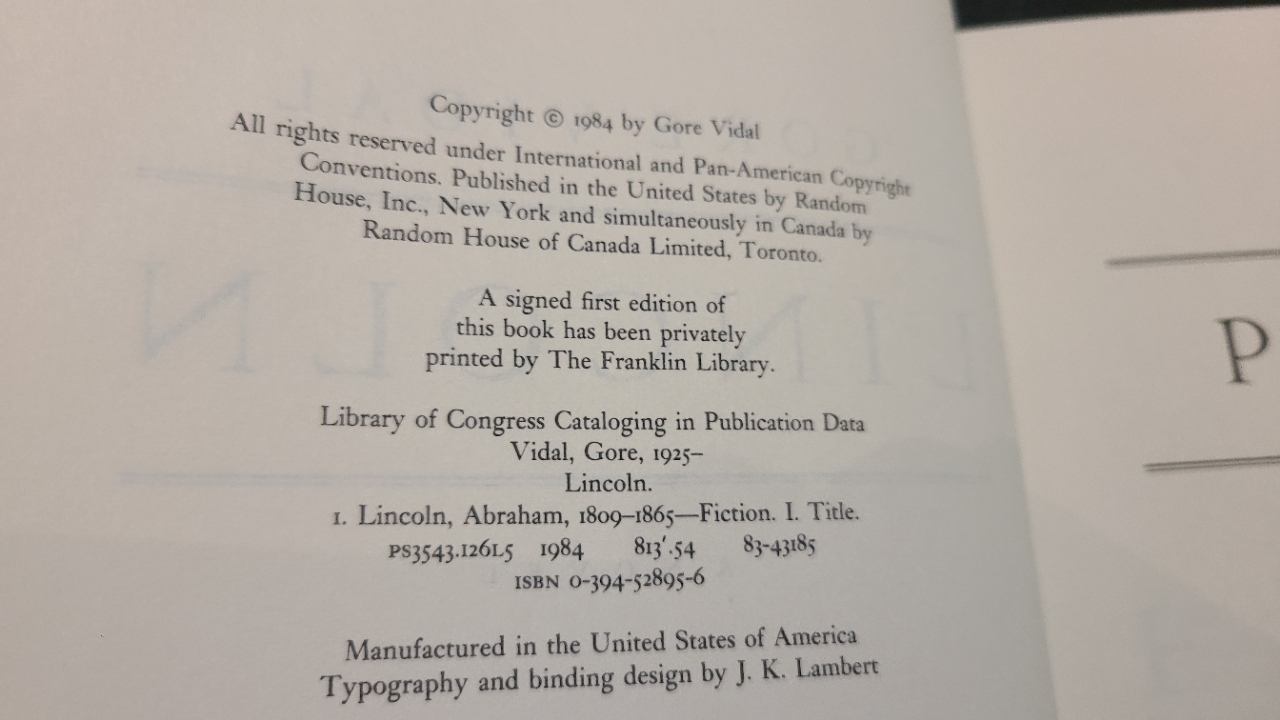 Copyright © 1984 by Gore Vidal
All rights reserved under International and Pan-American Copyright
Conventions. Published in the United States by Random
House, Inc., New York and simultaneously in Canada by
Random House of Canada Limited, Toronto.
A signed first edition of
this book has been privately
printed by The Franklin Library.
Library of Congress Cataloging in Publication Data
Vidal, Gore, 1925–
Lincoln.
1. Lincoln, Abraham, 1809–1865—Fiction. I. Title.
PS3543.I26L5 1984 813'.54 83-43185
ISBN 0-394-52895-6
Manufactured in the United States of America
Typography and binding design by J. K. Lambert
P